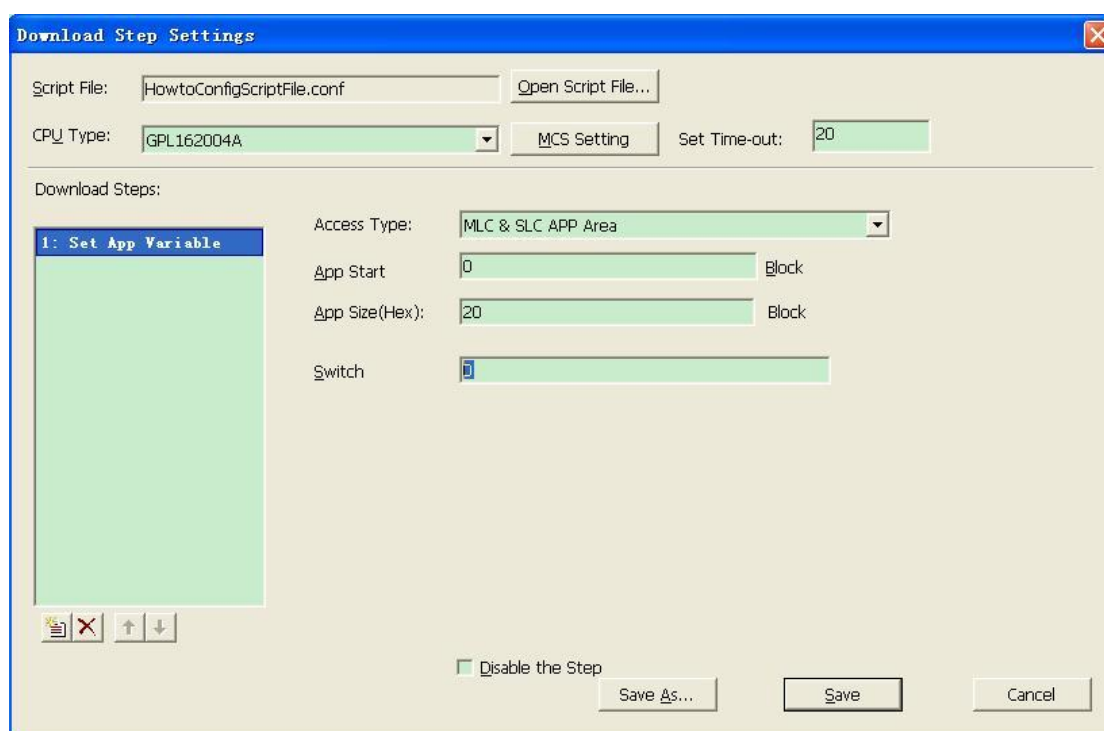 Download Step Settings
Script File: HowtoConfigScriptFile.conf Open Script File...
CPU Type: GPL162004A MCS Setting Set Time-out: 20
Download Steps:
1: Set App Variable
Access Type: MLC & SLC APP Area
App Start 0 Block
App Size(Hex): 20 Block
Switch 0
Disable the Step
Save As... Save Cancel